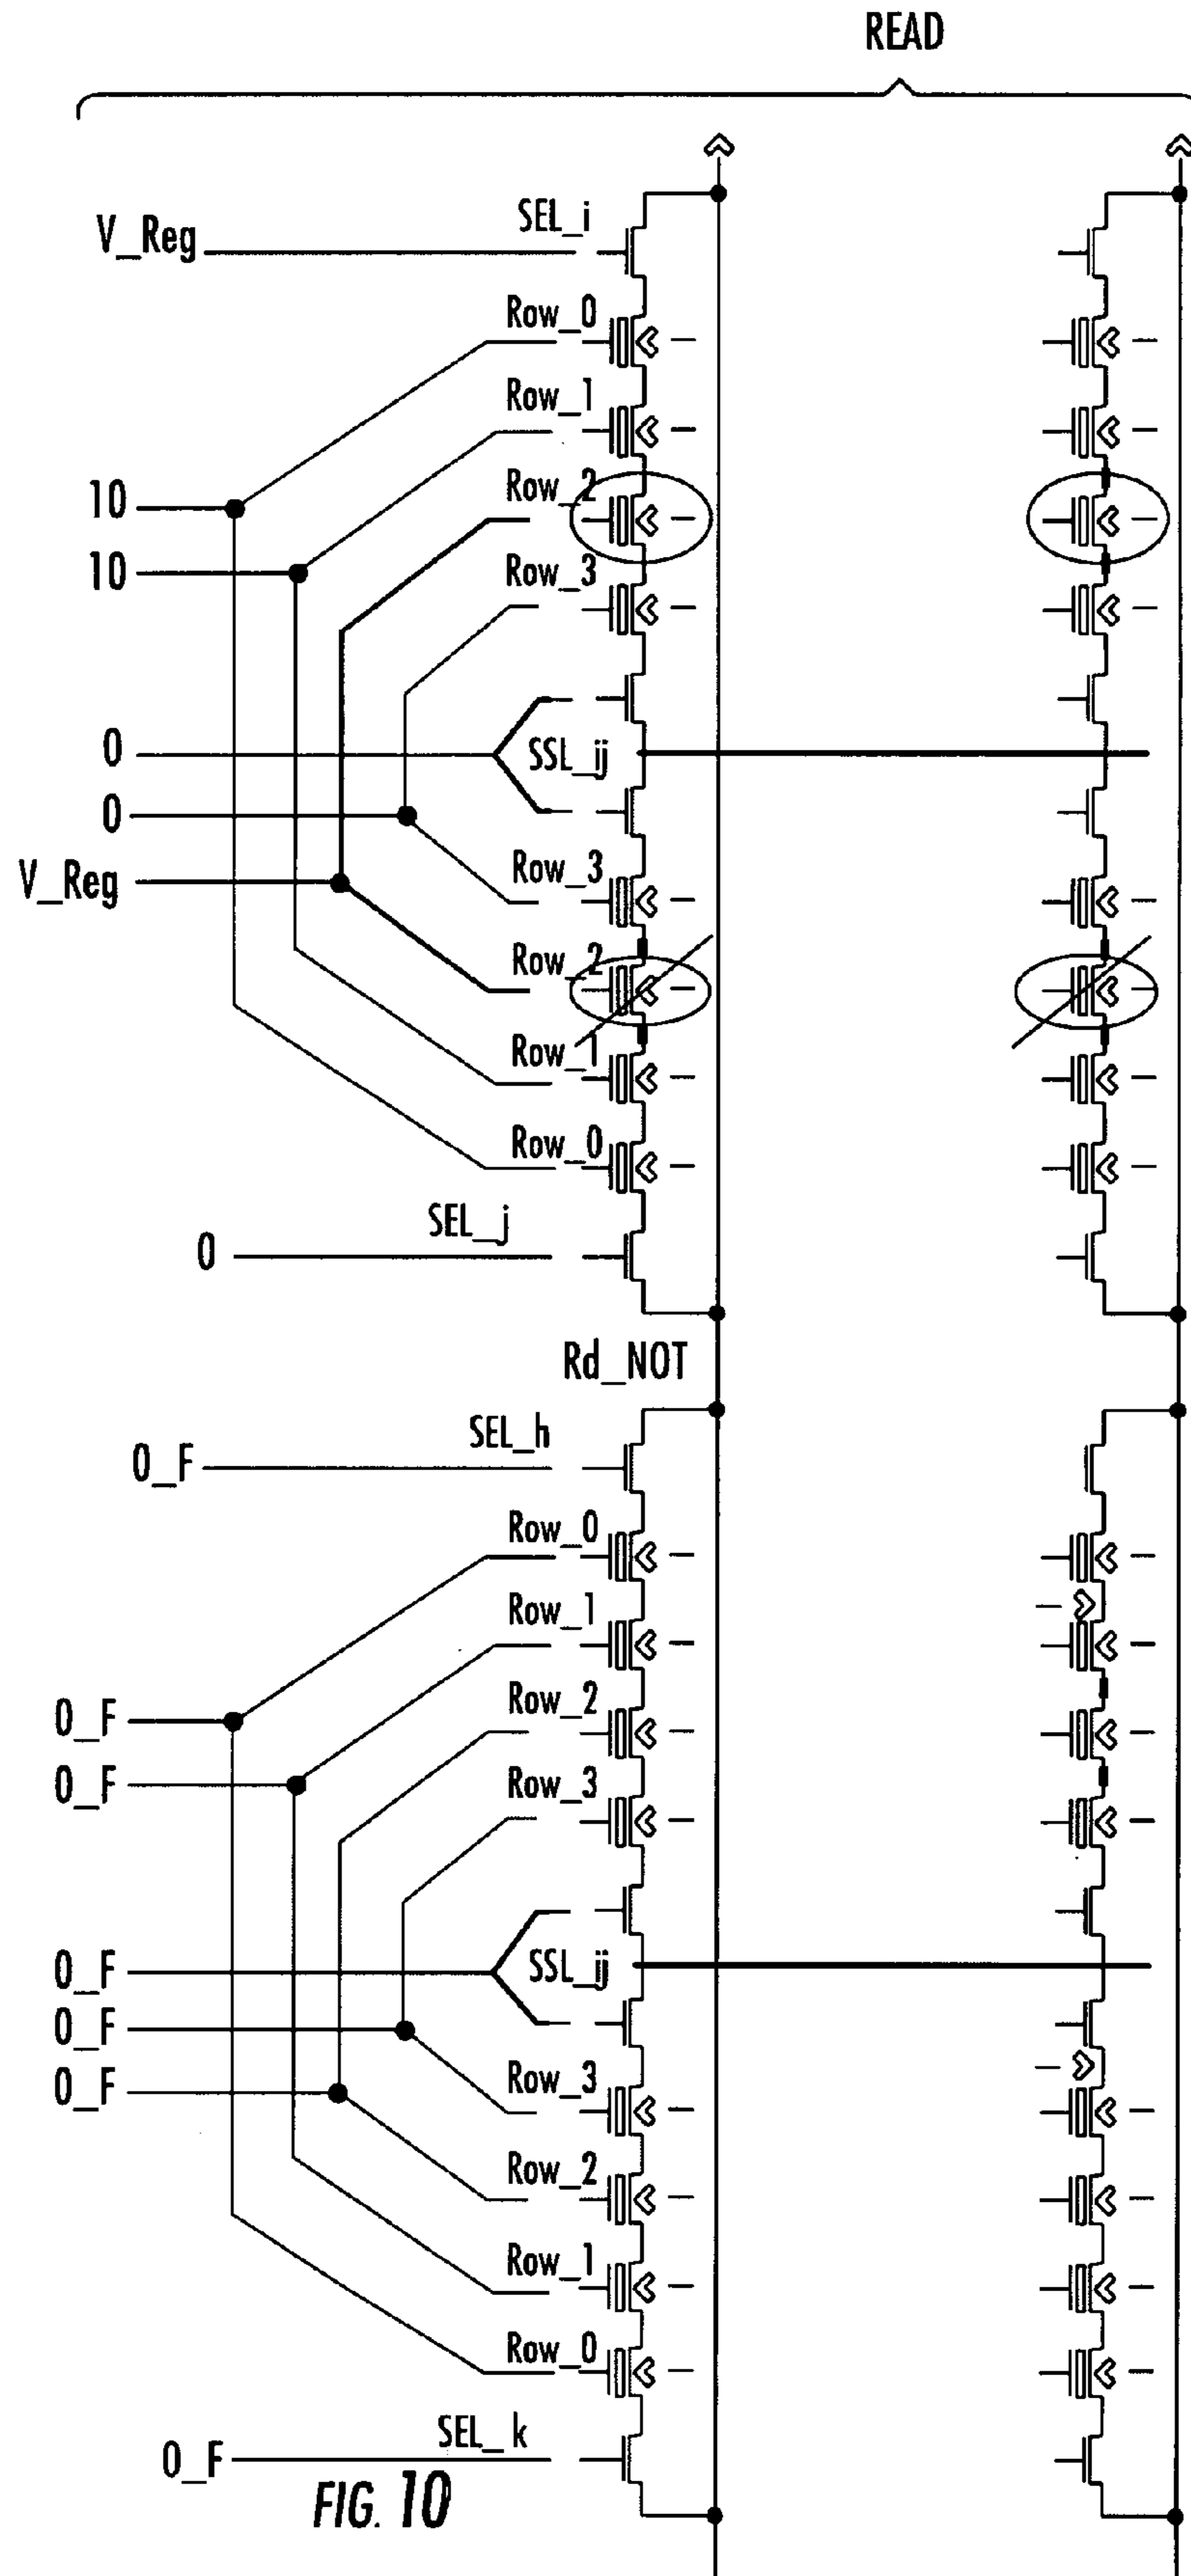 READ
V_Reg SEL_i
Row_0
Row_1
10 Row_2
10 Row_3
0 SSL_ij
0
V_Reg Row_3
Row_2
Row_1
Row_0
0 SEL_j
Rd_NOT
0_F SEL_h
Row_0
Row_1
0_F Row_2
0_F Row_3
0_F SSL_ij
0_F
0_F Row_3
Row_2
Row_1
Row_0
0_F SEL_k
FIG. 10